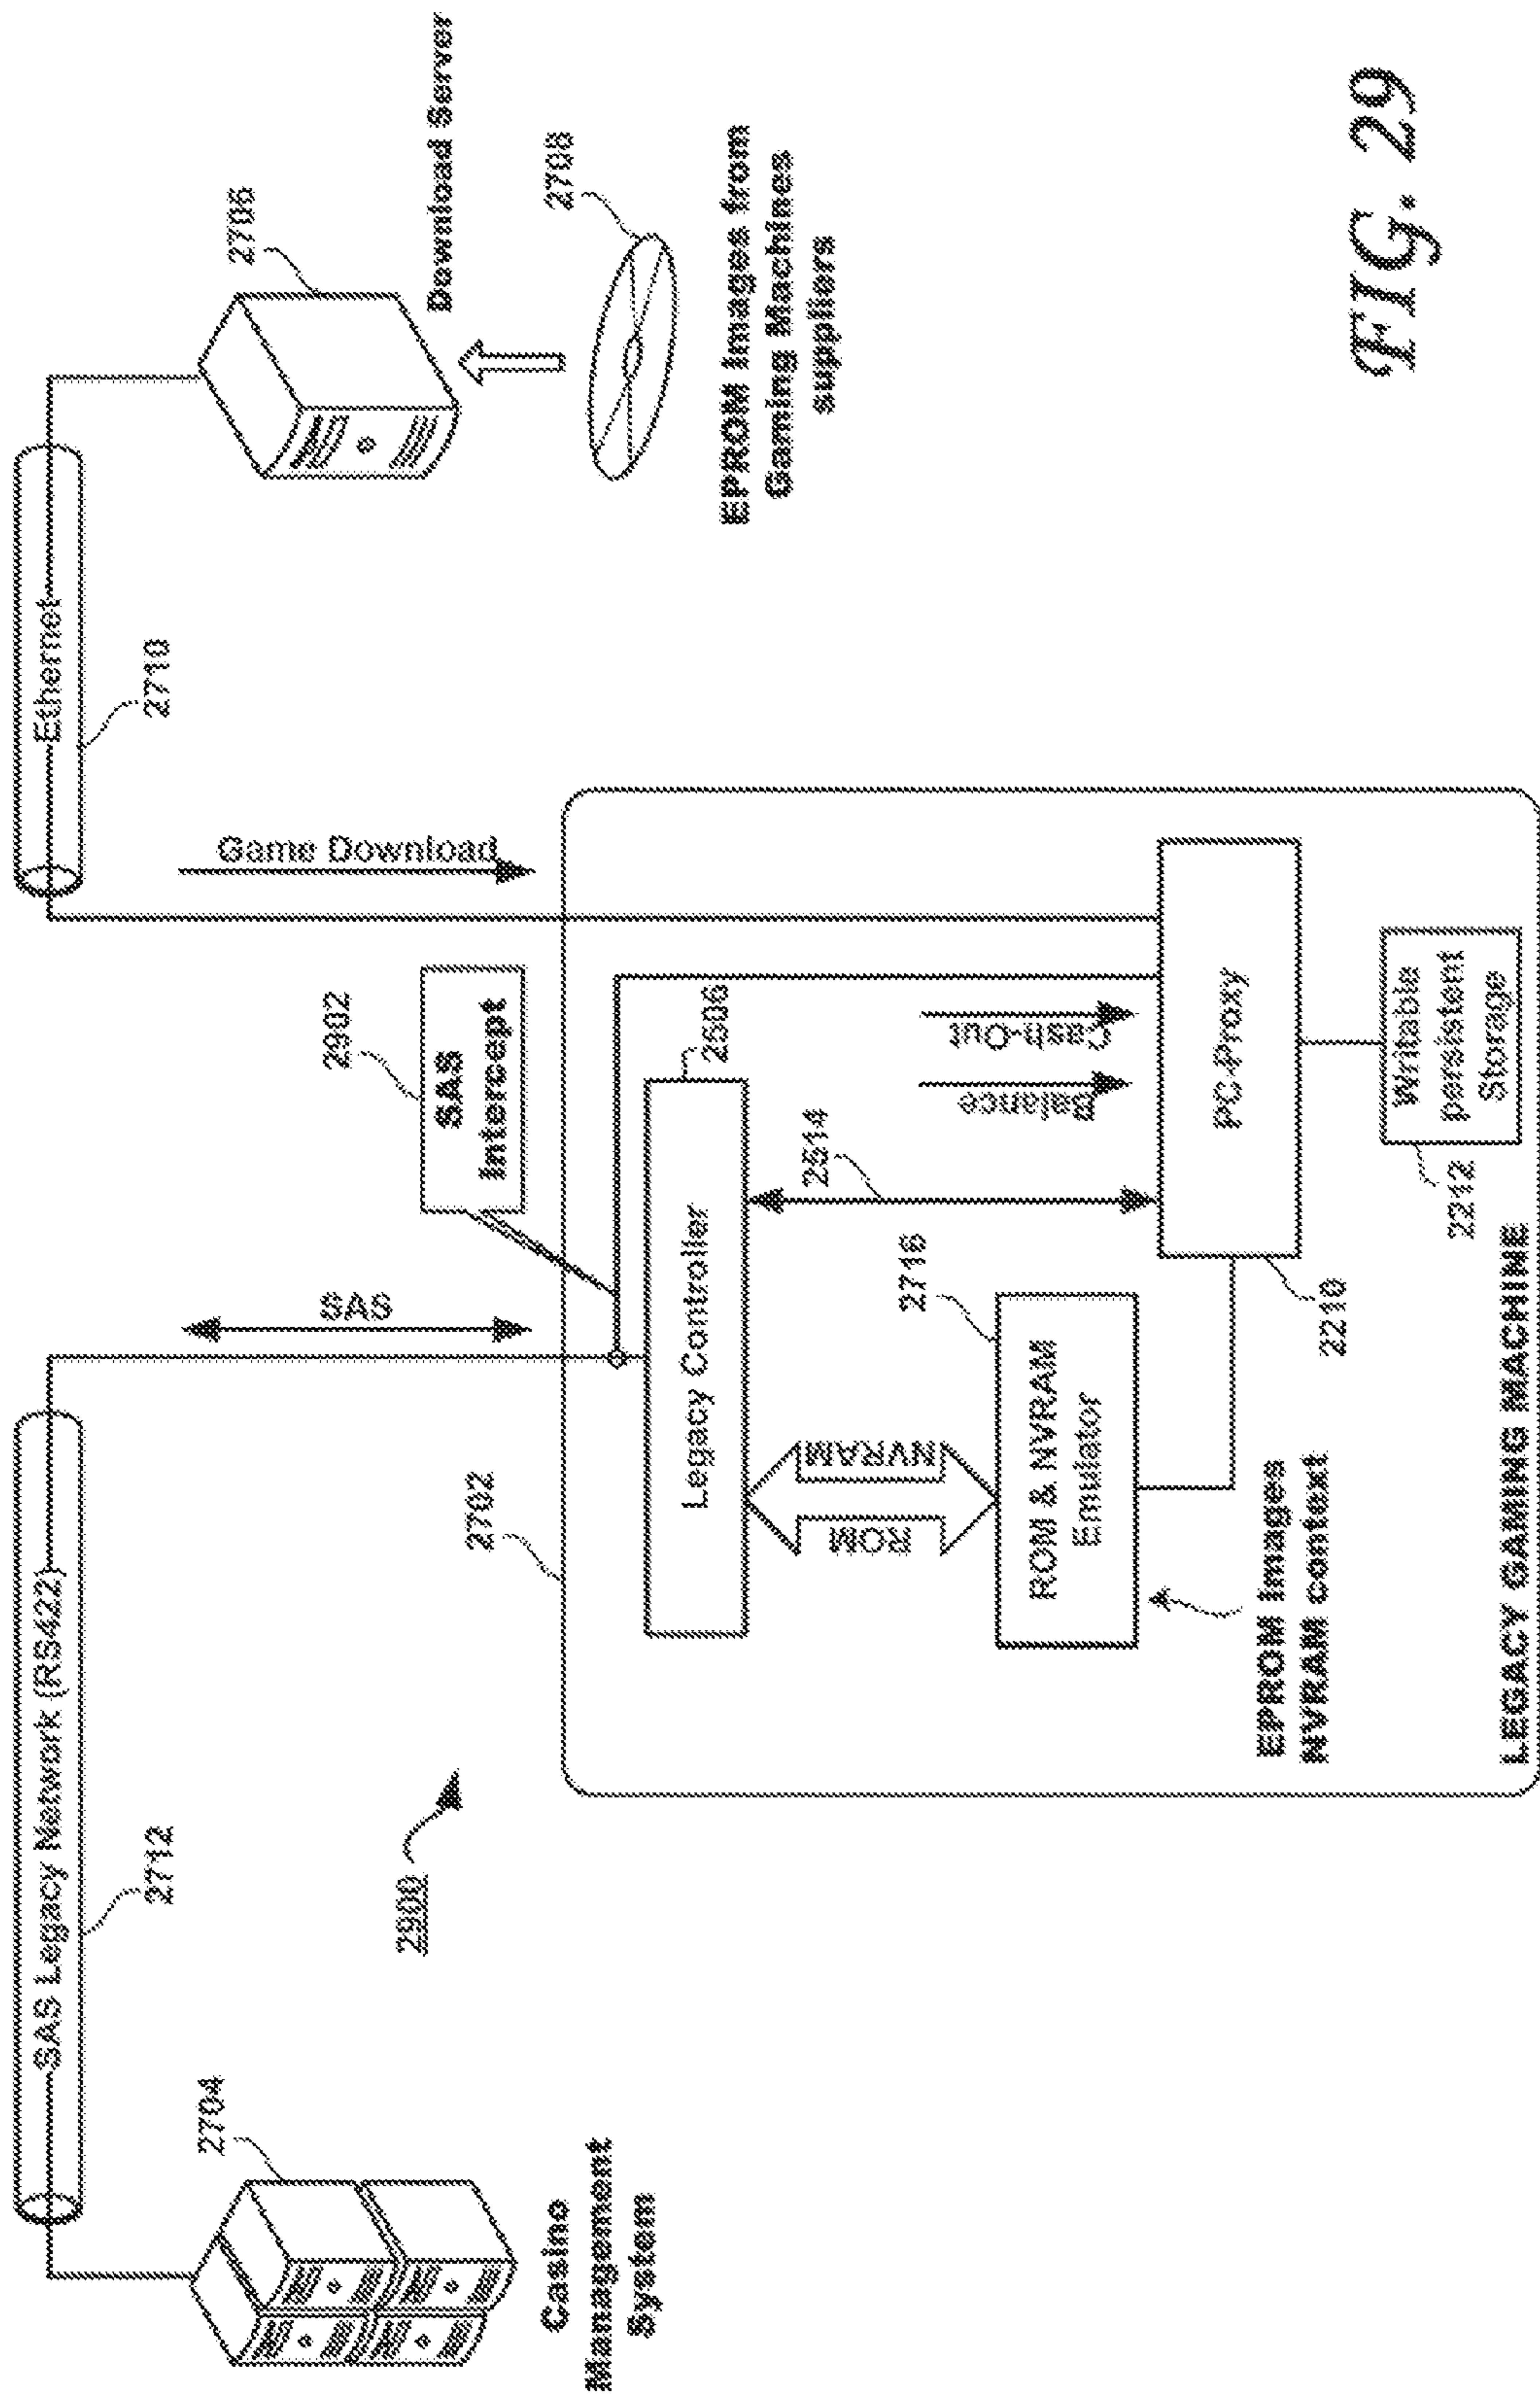 SAS Legacy Network (RS422)
2712
Ethernet
2710
2704
Casino
Management
System
2900
SAS
2902
SAS
Intercept
Game Download
2706
Download Server
2708
EPROM Images from
Gaming Machines
suppliers
2702
Legacy Controller
2506
ROM
NVRAM
2514
Balance
Cash-Out
2716
ROM & NVRAM
Emulator
PC-Proxy
2210
EPROM Images
NVRAM context
2212
Writable
persistent
Storage
LEGACY GAMING MACHINE
FIG. 29